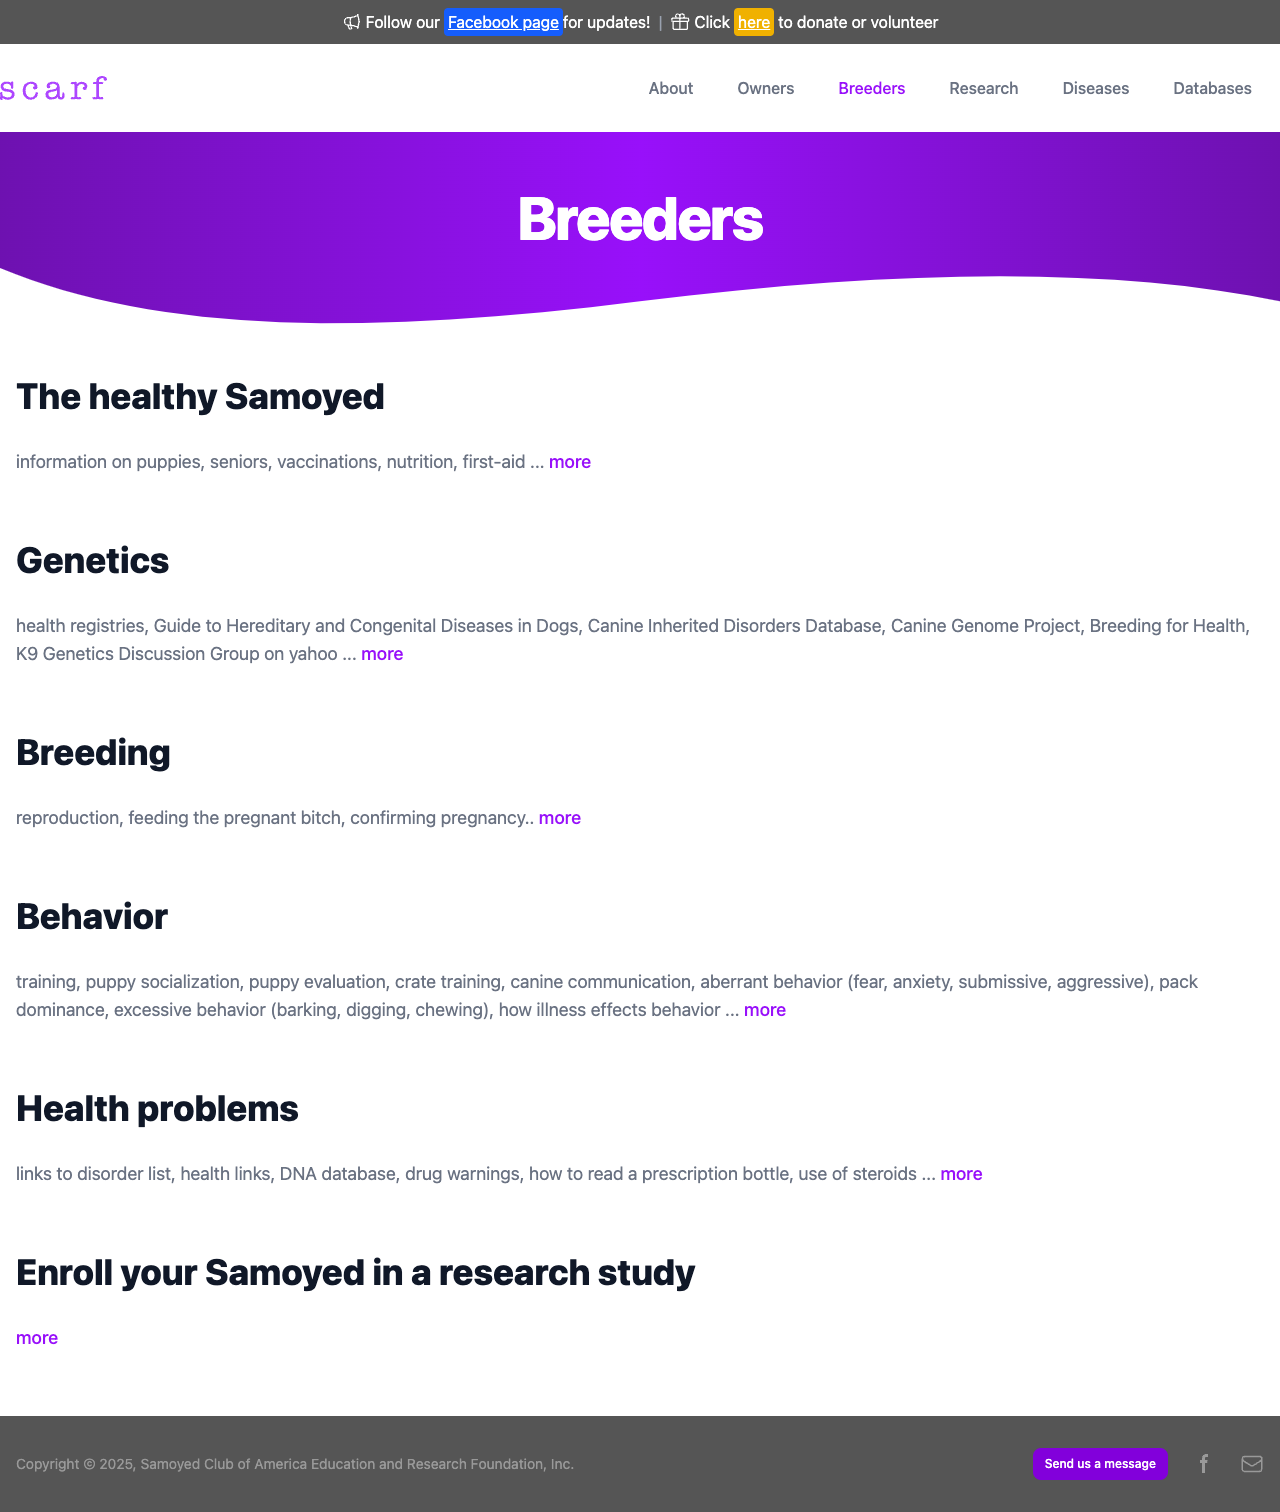 Follow our Facebook page for updates! | Click here to donate or volunteer
scarf
About Owners Breeders Research Diseases Databases
Breeders
The healthy Samoyed
information on puppies, seniors, vaccinations, nutrition, first-aid ... more
Genetics
health registries, Guide to Hereditary and Congenital Diseases in Dogs, Canine Inherited Disorders Database, Canine Genome Project, Breeding for Health,
K9 Genetics Discussion Group on yahoo ... more
Breeding
reproduction, feeding the pregnant bitch, confirming pregnancy.. more
Behavior
training, puppy socialization, puppy evaluation, crate training, canine communication, aberrant behavior (fear, anxiety, submissive, aggressive), pack
dominance, excessive behavior (barking, digging, chewing), how illness effects behavior ... more
Health problems
links to disorder list, health links, DNA database, drug warnings, how to read a prescription bottle, use of steroids ... more
Enroll your Samoyed in a research study
more
Copyright © 2025, Samoyed Club of America Education and Research Foundation, Inc. Send us a message